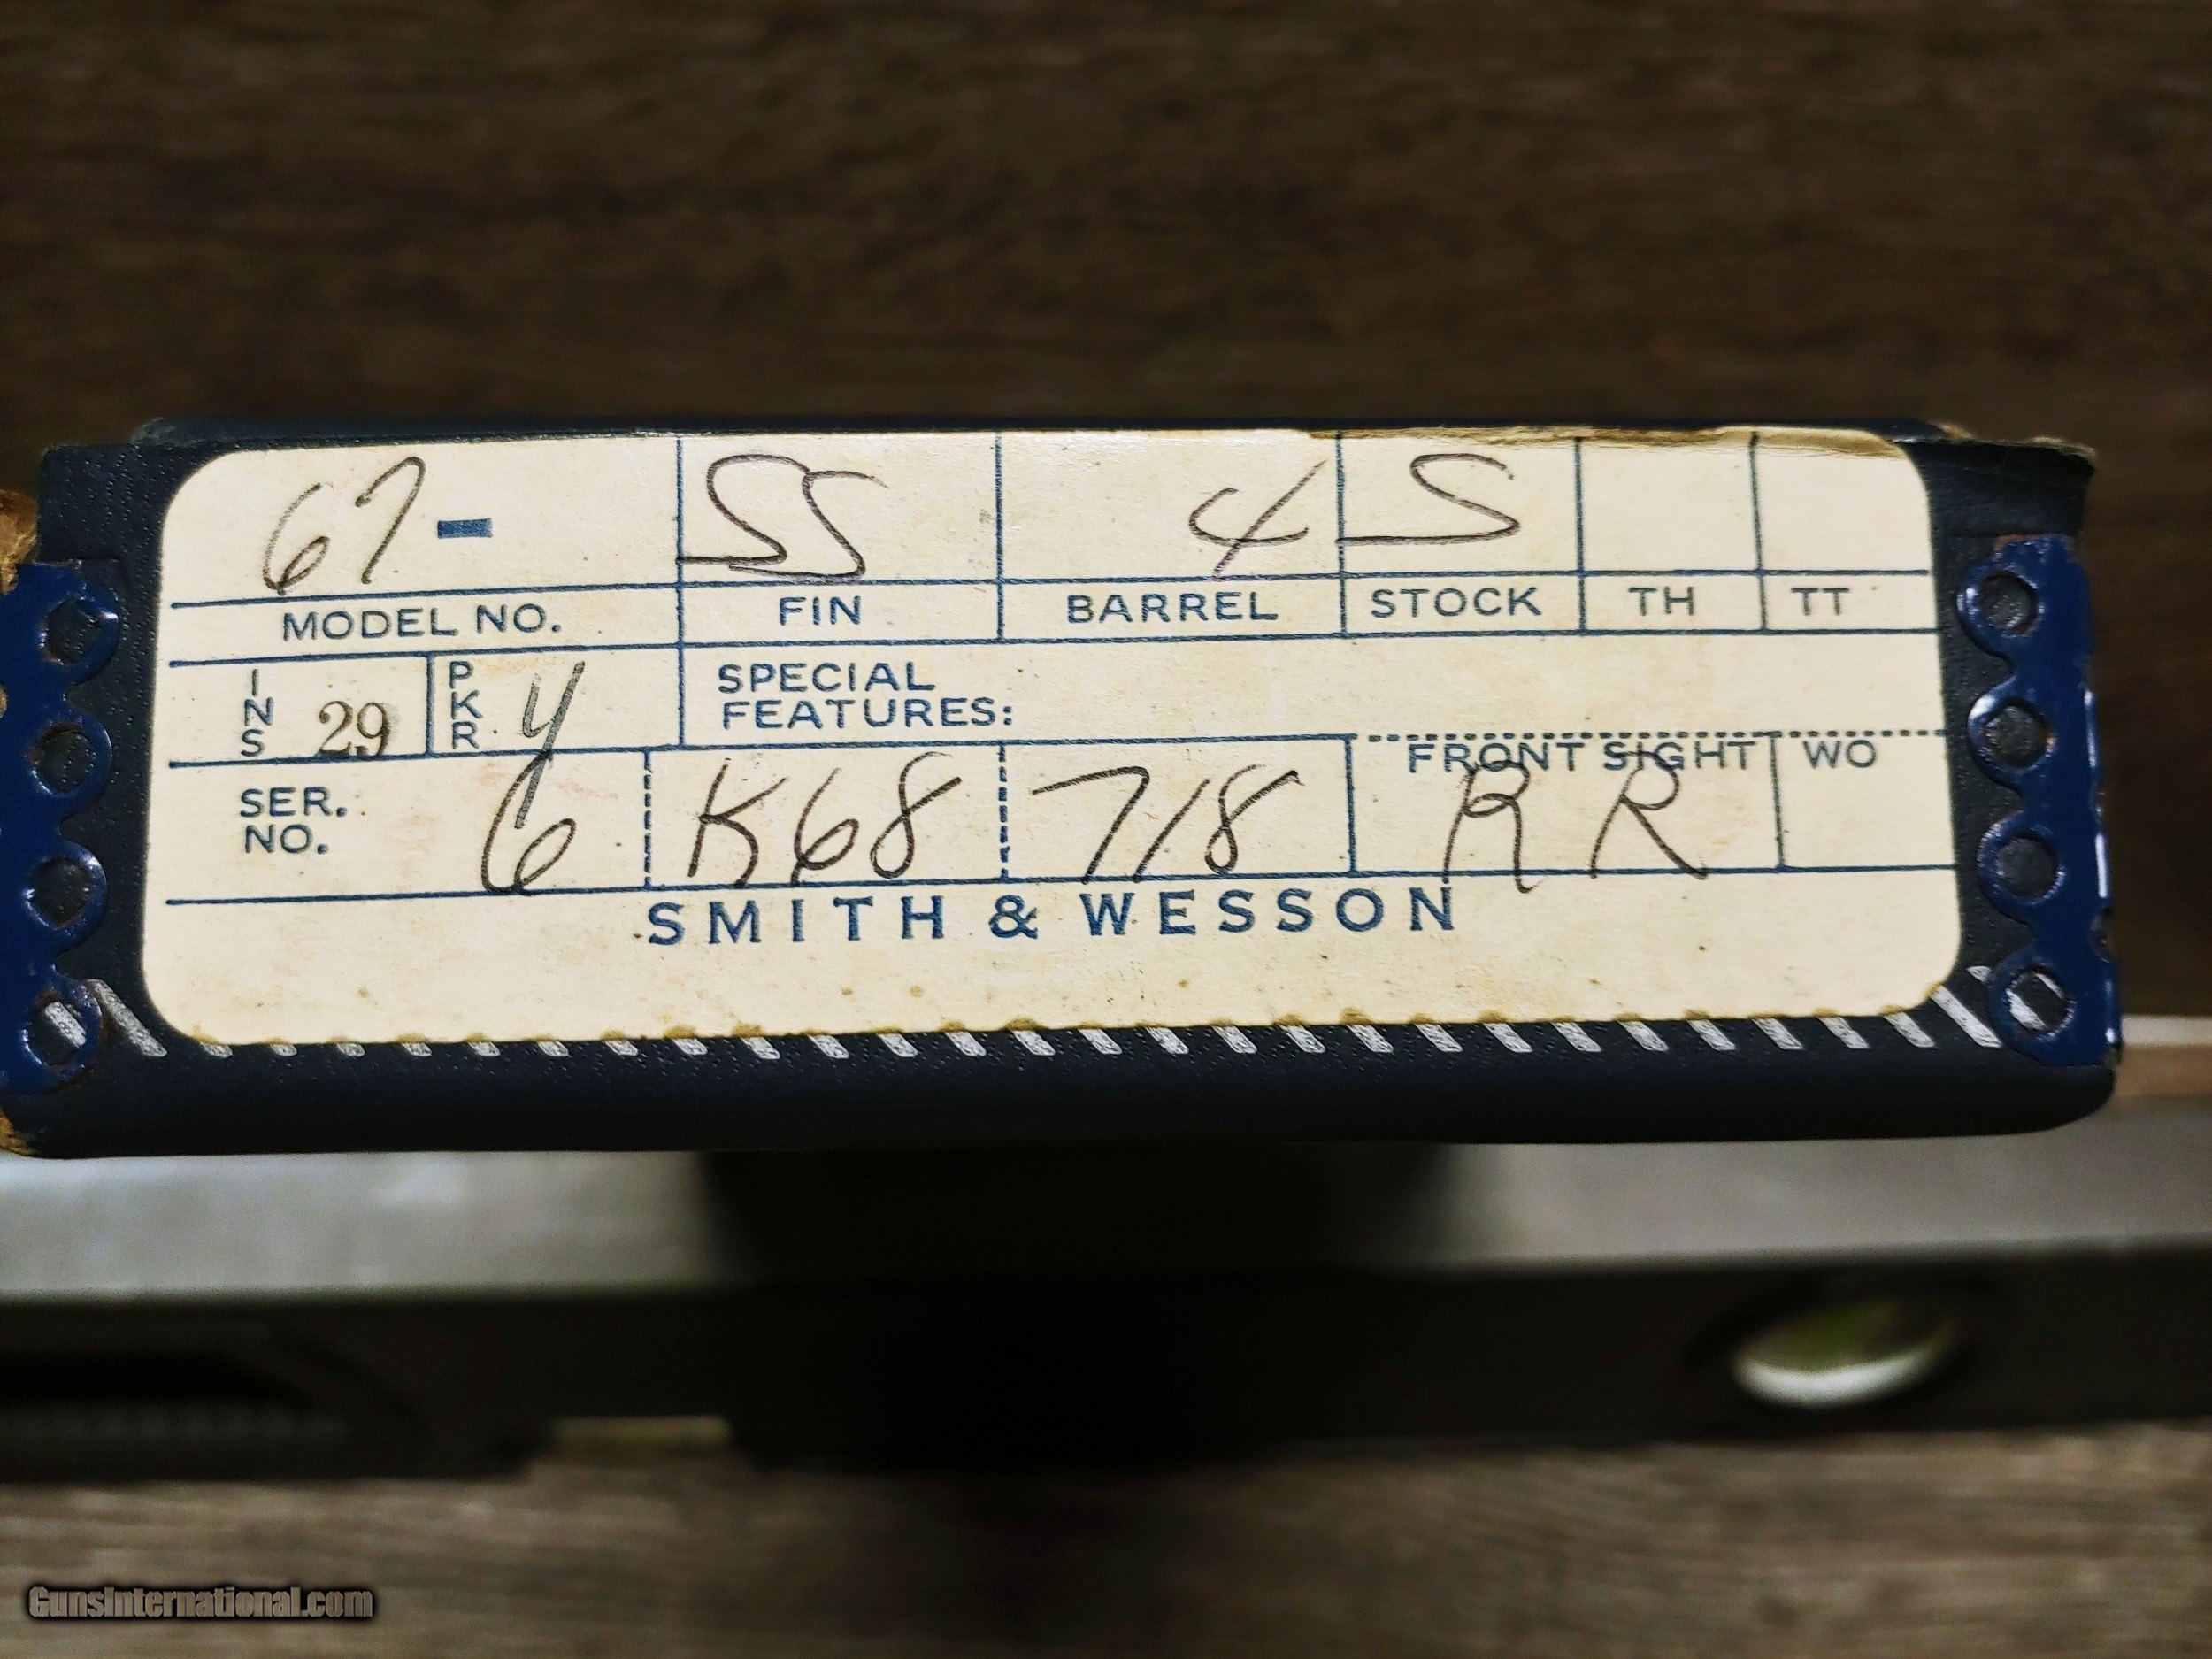 67- SS 4 S
MODEL NO. FIN BARREL STOCK TH TT
INS 29 PKR. y SPECIAL
FEATURES:
FRONT SIGHT WO
SER. NO. 6 K68 718 RR
SMITH & WESSON
GunsInternational.com